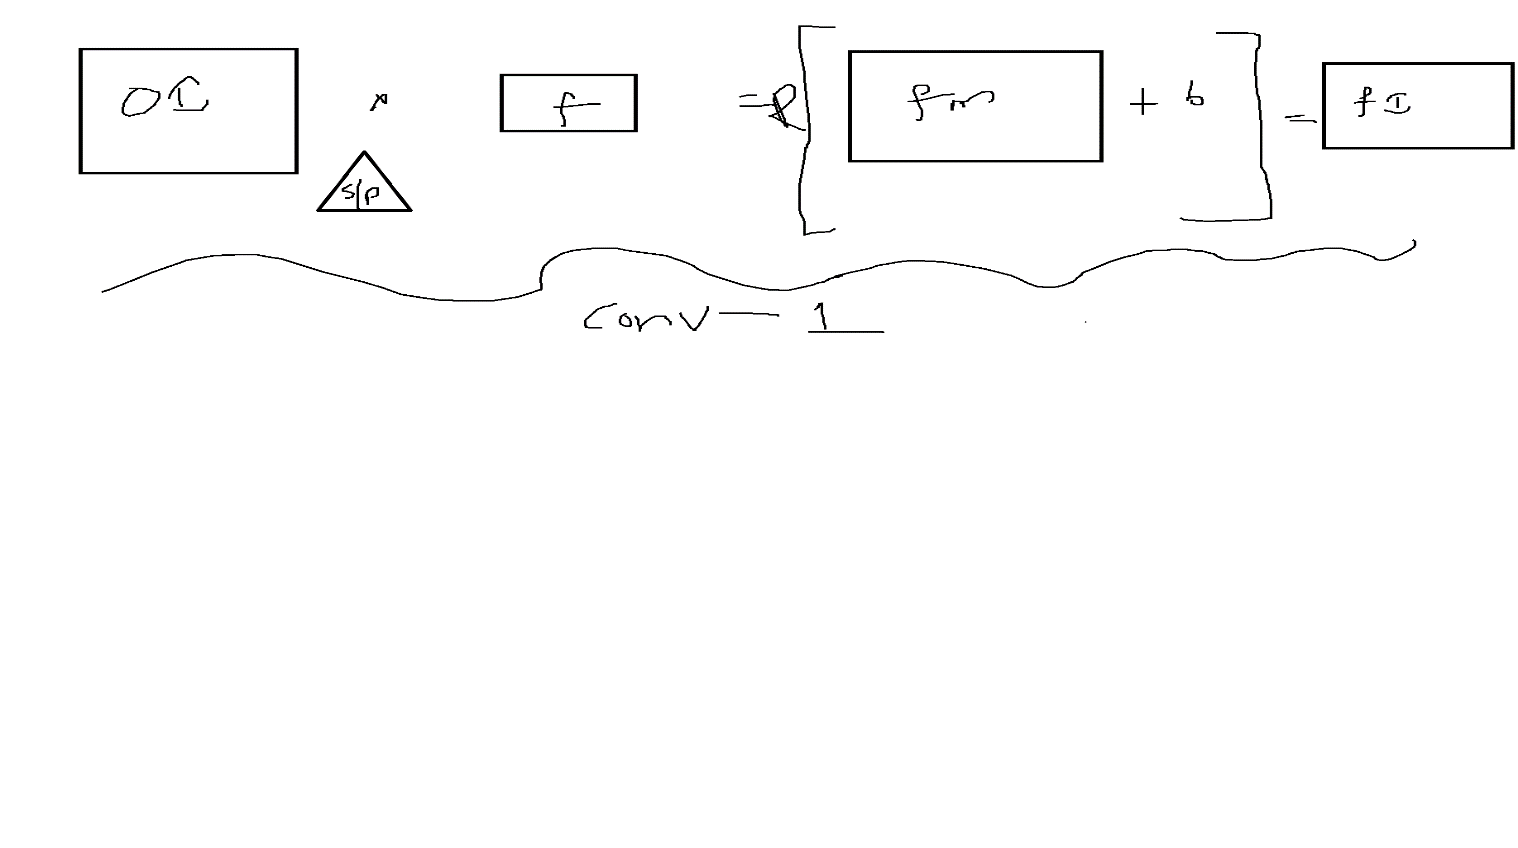 OI * f = R [ fm + b ] = fI
s/p
Conv — 1